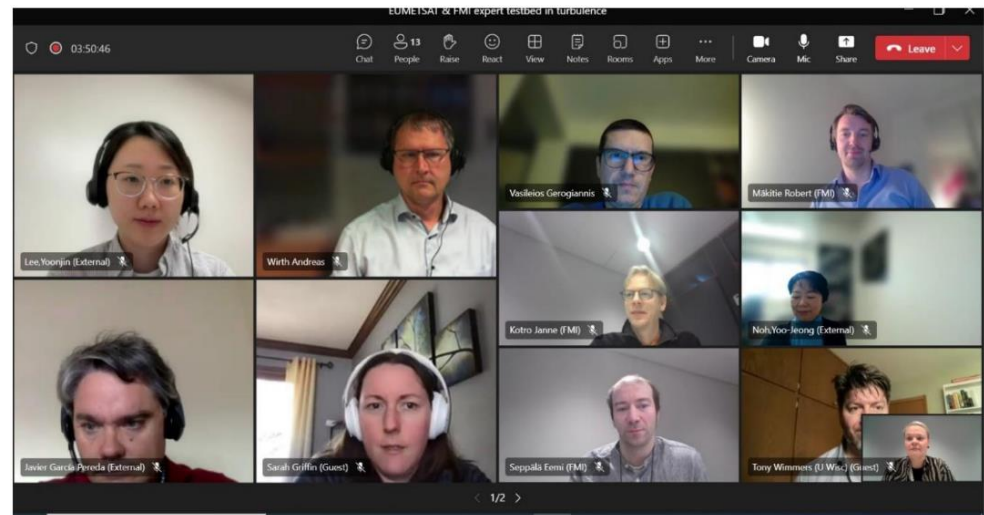 EUMETSAT & FMI expert testbed in turbulence
03:50:46
Chat
13
People
Raise
React
View
Notes
Rooms
Apps
More
Camera
Mic
Share
Leave
Lee,Yoonjin (External)
Wirth Andreas
Vasileios Gerogiannis
Mäkitie Robert (FMI)
Kotro Janne (FMI)
Noh,Yoo-Jeong (External)
Javier García Pereda (External)
Sarah Griffin (Guest)
Seppälä Eemi (FMI)
Tony Wimmers (U Wisc) (Guest)
1/2